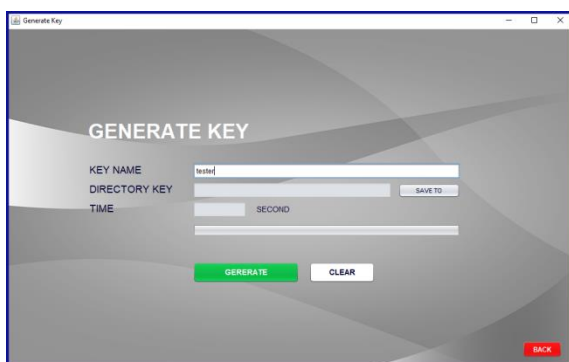 Generate Key
GENERATE KEY
KEY NAME tester
DIRECTORY KEY SAVE TO
TIME SECOND
GERERATE CLEAR
BACK